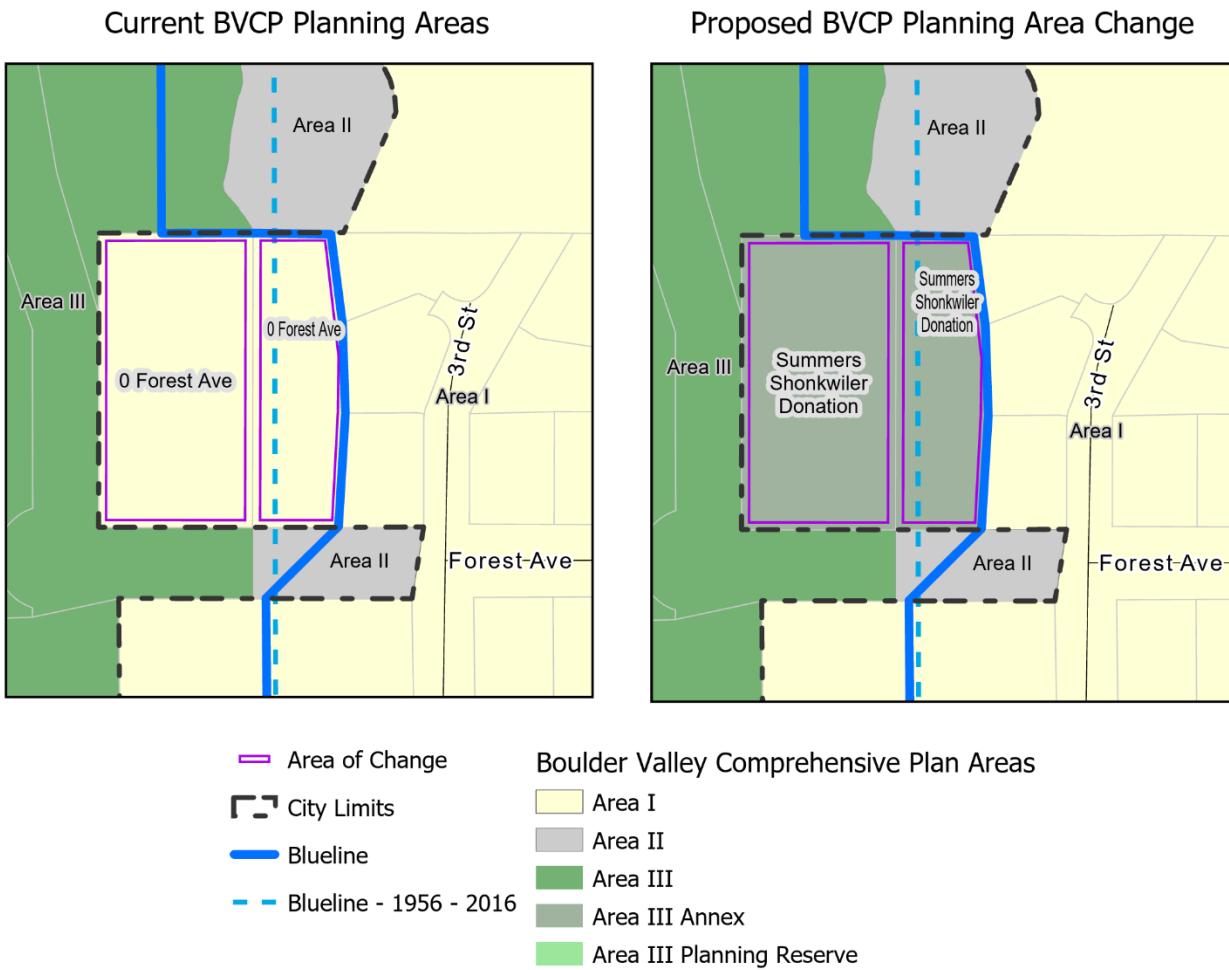 Current BVCP Planning Areas
Proposed BVCP Planning Area Change
Area II
Area III
0 Forest Ave
0 Forest Ave
3rd St
Area I
Area II
Forest Ave
Area II
Summers
Shonkwiler
Donation
Area III
Summers
Shonkwiler
Donation
3rd St
Area I
Area II
Forest Ave
Area of Change
City Limits
Blueline
Blueline - 1956 - 2016
Boulder Valley Comprehensive Plan Areas
Area I
Area II
Area III
Area III Annex
Area III Planning Reserve